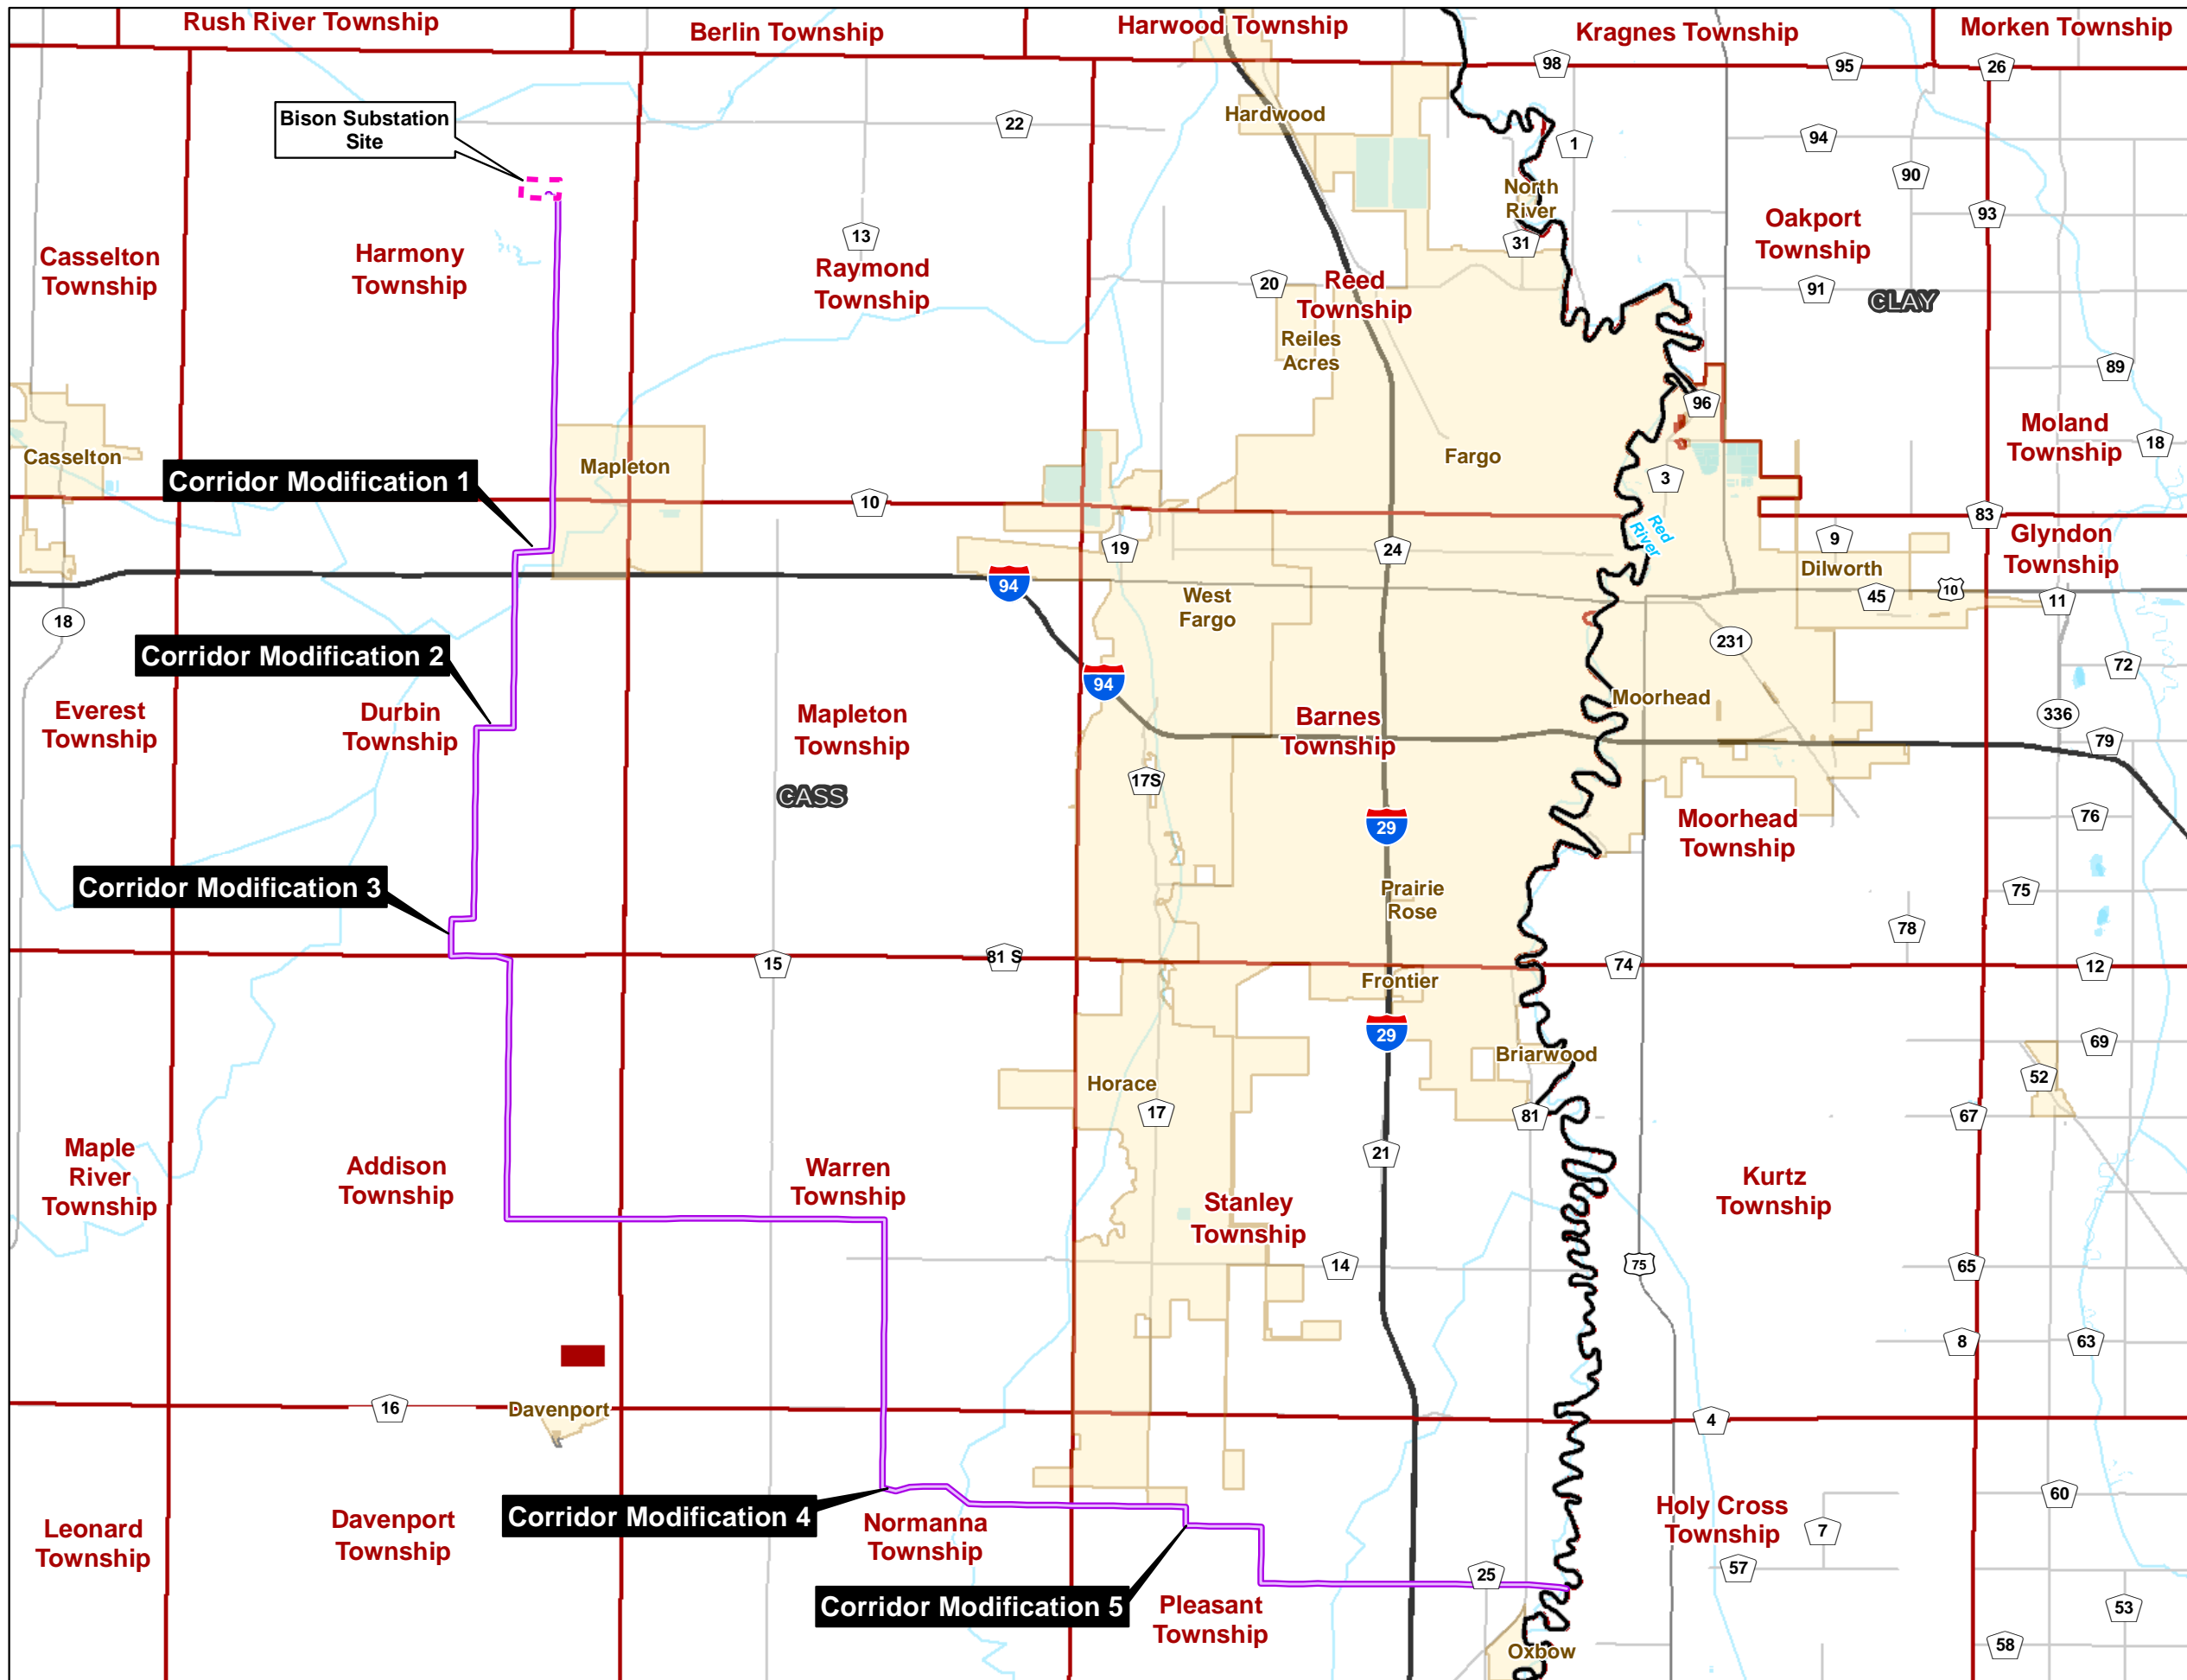 Rush River Township
Berlin Township
Harwood Township
Kragnes Township
Morken Township
98
95
26
Bison Substation
Site
22
Hardwood
1
94
90
North
River
93
Casselton
Township
Harmony
Township
13
Raymond
Township
31
Oakport
Township
20
Reed
Township
91
CLAY
Reiles
Acres
89
96
Moland
Township
18
Casselton
Corridor Modification 1
Mapleton
Fargo
3
10
83
Red
River
19
24
9
Glyndon
Township
Dilworth
94
West
Fargo
45
10
11
18
231
Corridor Modification 2
72
94
Moorhead
Everest
Township
Durbin
Township
Mapleton
Township
Barnes
Township
336
79
17S
CASS
29
Moorhead
Township
76
Corridor Modification 3
Prairie
Rose
75
78
15
81 S
74
12
Frontier
29
69
Briarwood
52
Horace
17
81
67
21
Maple
River
Township
Addison
Township
Warren
Township
Stanley
Township
Kurtz
Township
14
75
65
8
63
16
Davenport
4
Corridor Modification 4
60
Leonard
Township
Davenport
Township
Normanna
Township
Holy Cross
Township
7
57
25
Corridor Modification 5
Pleasant
Township
53
58
Oxbow